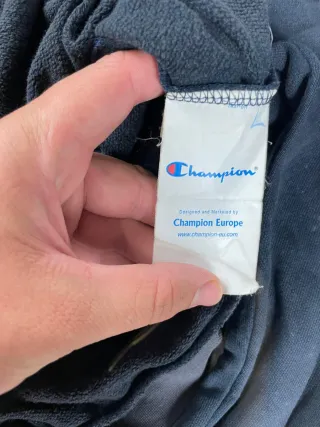 Champion®
Designed and Marketed by
Champion Europe
www.champion-eu.com